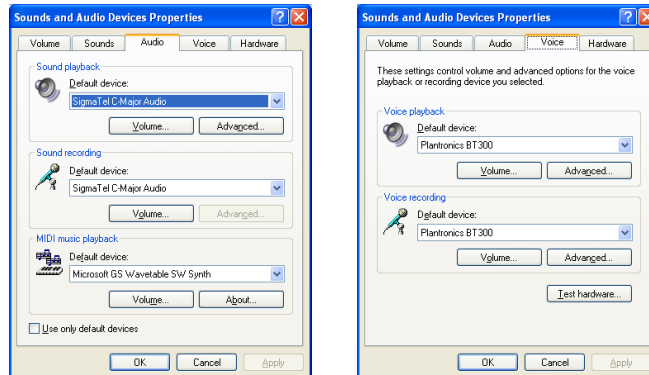 Sounds and Audio Devices Properties
Volume
Sounds
Audio
Voice
Hardware
Sound playback
Default device:
SigmaTel C-Major Audio
Volume...
Advanced...
Sound recording
Default device:
SigmaTel C-Major Audio
Volume...
Advanced...
MIDI music playback
Default device:
Microsoft GS Wavetable SW Synth
Volume...
About...
Use only default devices
OK
Cancel
Apply
Sounds and Audio Devices Properties
Volume
Sounds
Audio
Voice
Hardware
These settings control volume and advanced options for the voice
playback or recording device you selected.
Voice playback
Default device:
Plantronics BT300
Volume...
Advanced...
Voice recording
Default device:
Plantronics BT300
Volume...
Advanced...
Test hardware...
OK
Cancel
Apply